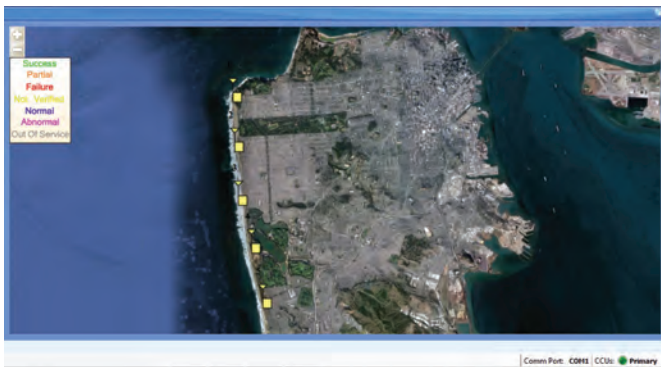 Success
Partial
Failure
Not Verified
Normal
Abnormal
Out Of Service
Comm Port: COM1 CCUs: Primary